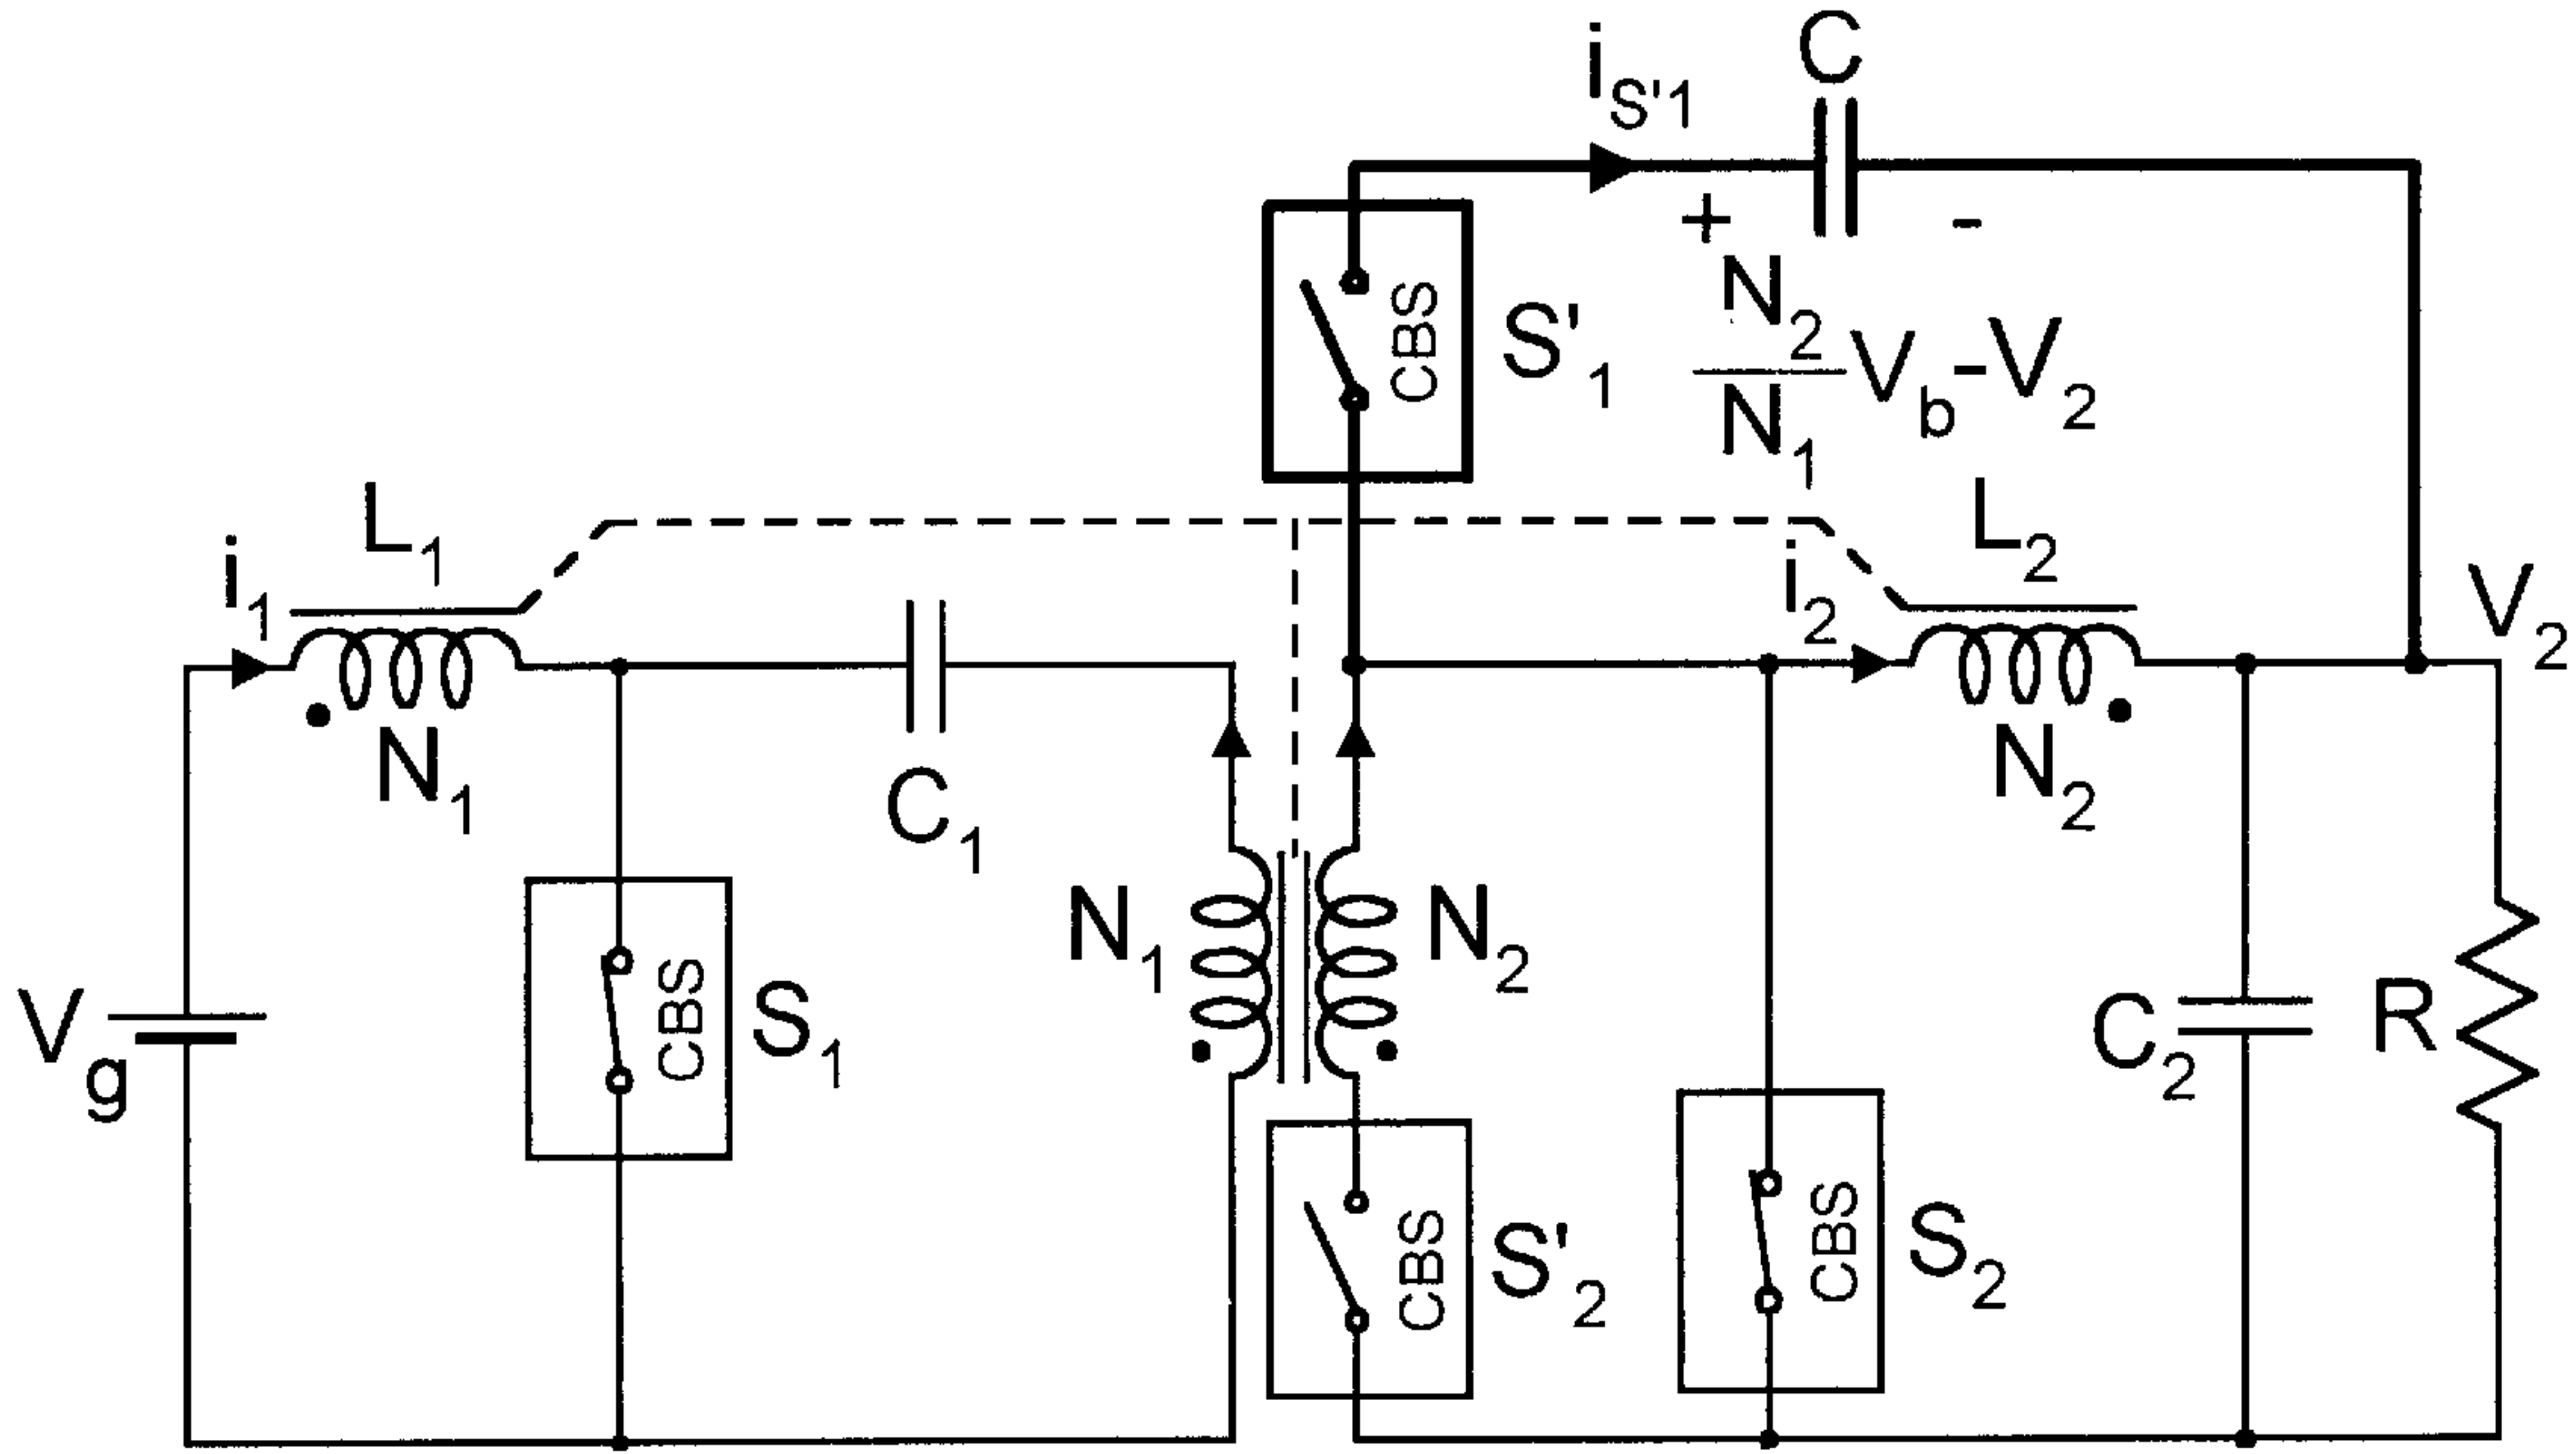 C
i S'1
+ -
N2
Vb-V2
N1
CBS S'1
L1
L2
i1
i2
V2
N1
C1
N2
N1
N2
CBS S1
Vg
C2
R
CBS S'2
CBS S2